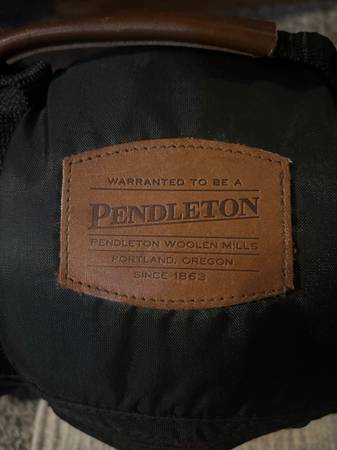 WARRANTED TO BE A
PENDLETON
PENDLETON WOOLEN MILLS
PORTLAND, OREGON
SINCE 1863